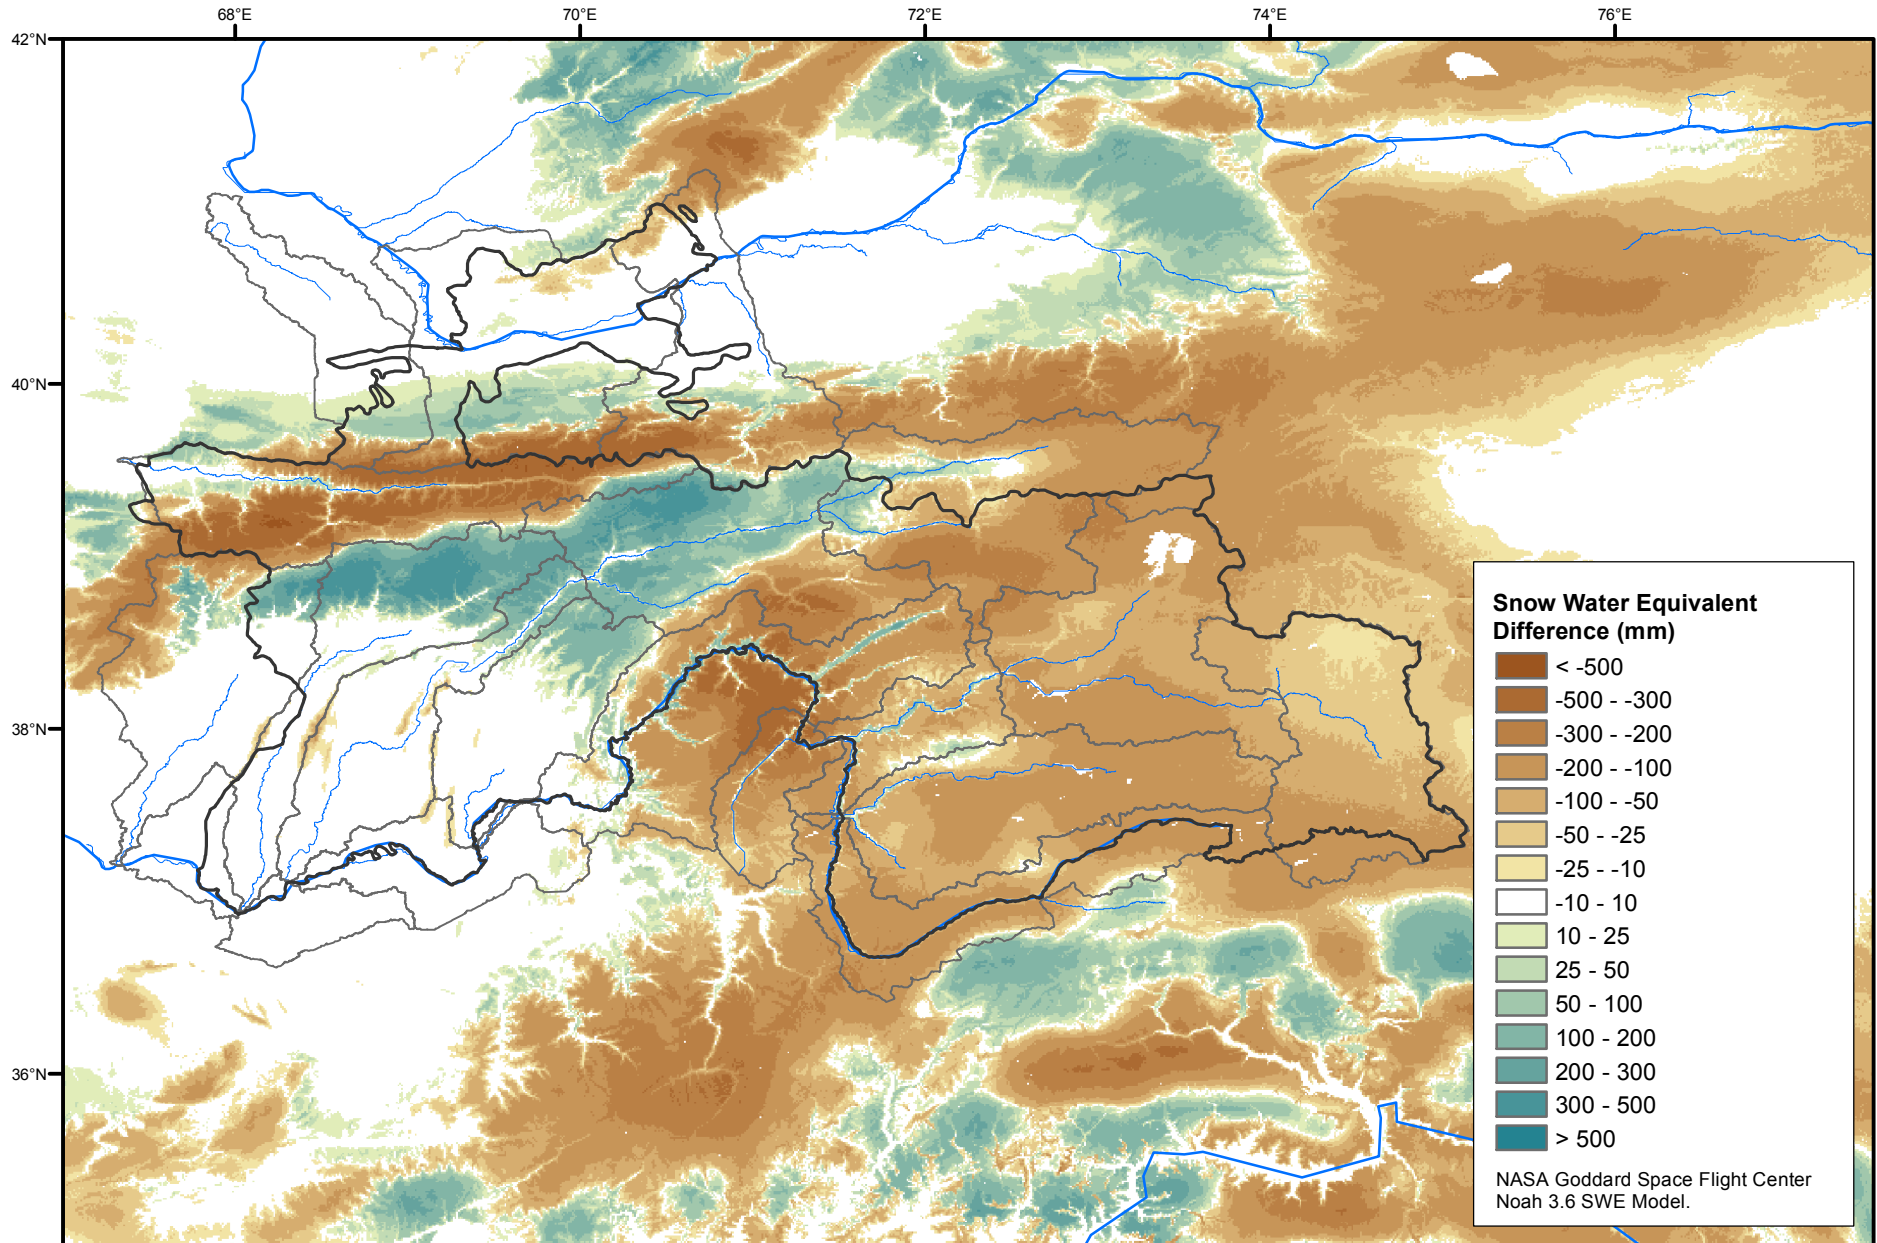 68°E 70°E 72°E 74°E 76°E
42°N
40°N
38°N
36°N
Snow Water Equivalent
Difference (mm)
< -500
-500 - -300
-300 - -200
-200 - -100
-100 - -50
-50 - -25
-25 - -10
-10 - 10
10 - 25
25 - 50
50 - 100
100 - 200
200 - 300
300 - 500
> 500
NASA Goddard Space Flight Center
Noah 3.6 SWE Model.